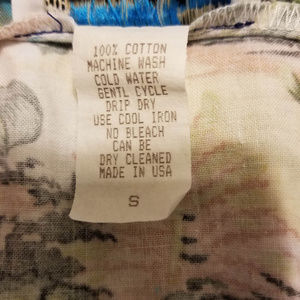 100% COTTON
MACHINE WASH
COLD WATER
GENTL CYCLE
DRIP DRY
USE COOL IRON
NO BLEACH
CAN BE
DRY CLEANED
MADE IN USA
S